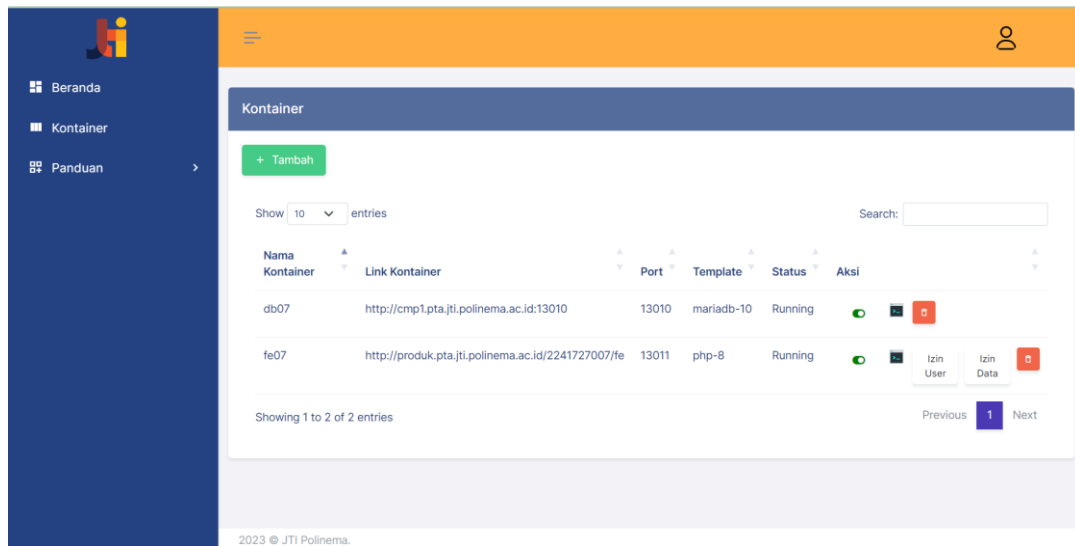 Jti
Beranda
Kontainer
Panduan
Kontainer
+ Tambah
Show 10 entries
Search:
Nama Kontainer Link Kontainer Port Template Status Aksi
db07 http://cmp1.pta.jti.polinema.ac.id:13010 13010 mariadb-10 Running
fe07 http://produk.pta.jti.polinema.ac.id/2241727007/fe 13011 php-8 Running Izin User Izin Data
Showing 1 to 2 of 2 entries
Previous 1 Next
2023 © JTI Polinema.